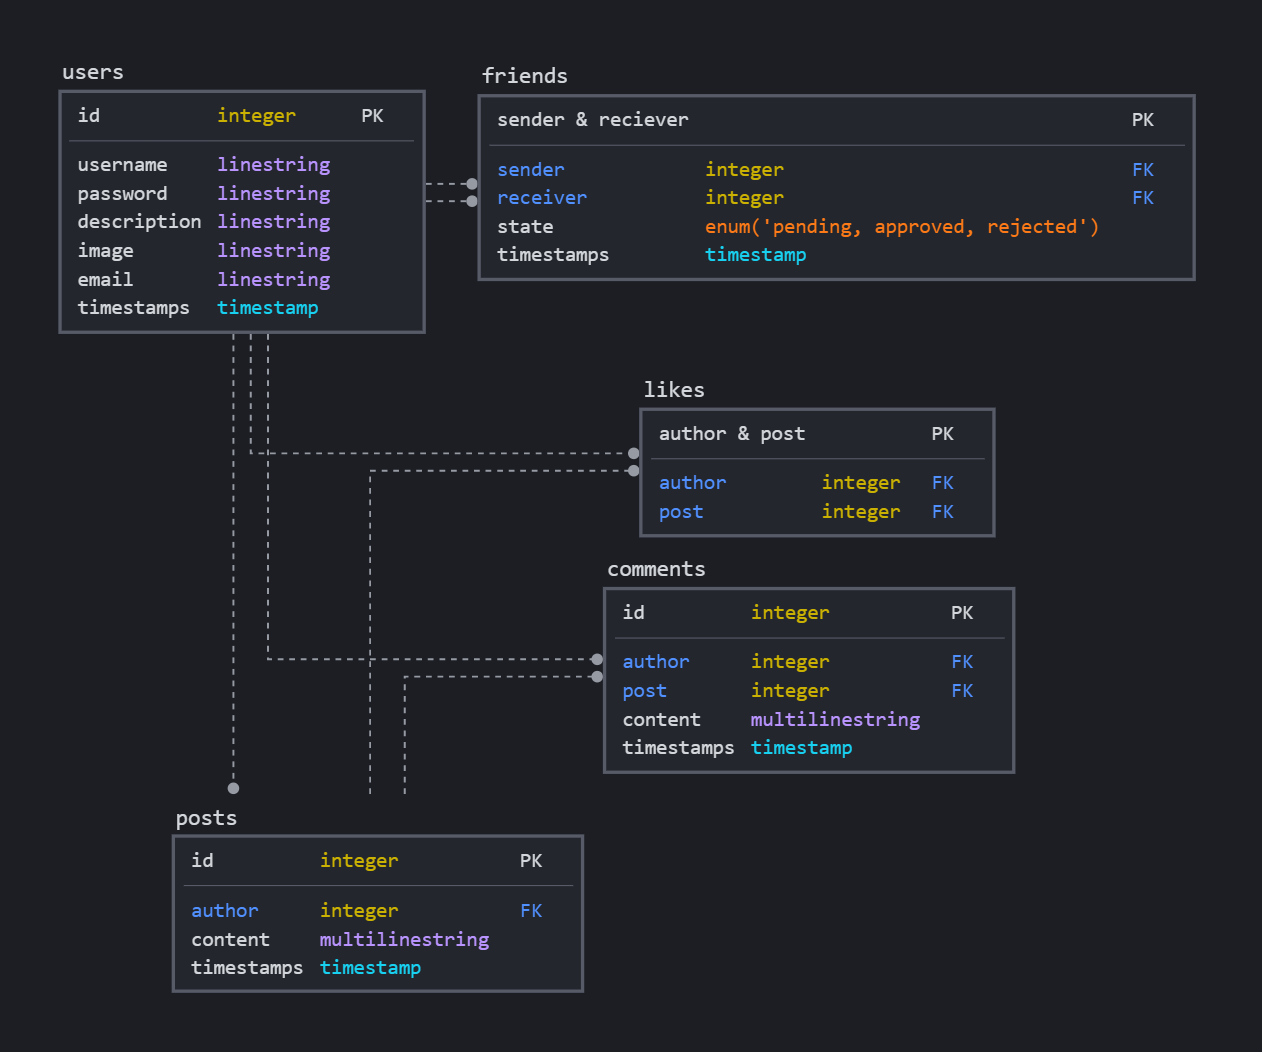 users
id integer PK
username linestring
password linestring
description linestring
image linestring
email linestring
timestamps timestamp
friends
sender & reciever PK
sender integer FK
receiver integer FK
state enum('pending, approved, rejected')
timestamps timestamp
likes
author & post PK
author integer FK
post integer FK
comments
id integer PK
author integer FK
post integer FK
content multilinestring
timestamps timestamp
posts
id integer PK
author integer FK
content multilinestring
timestamps timestamp